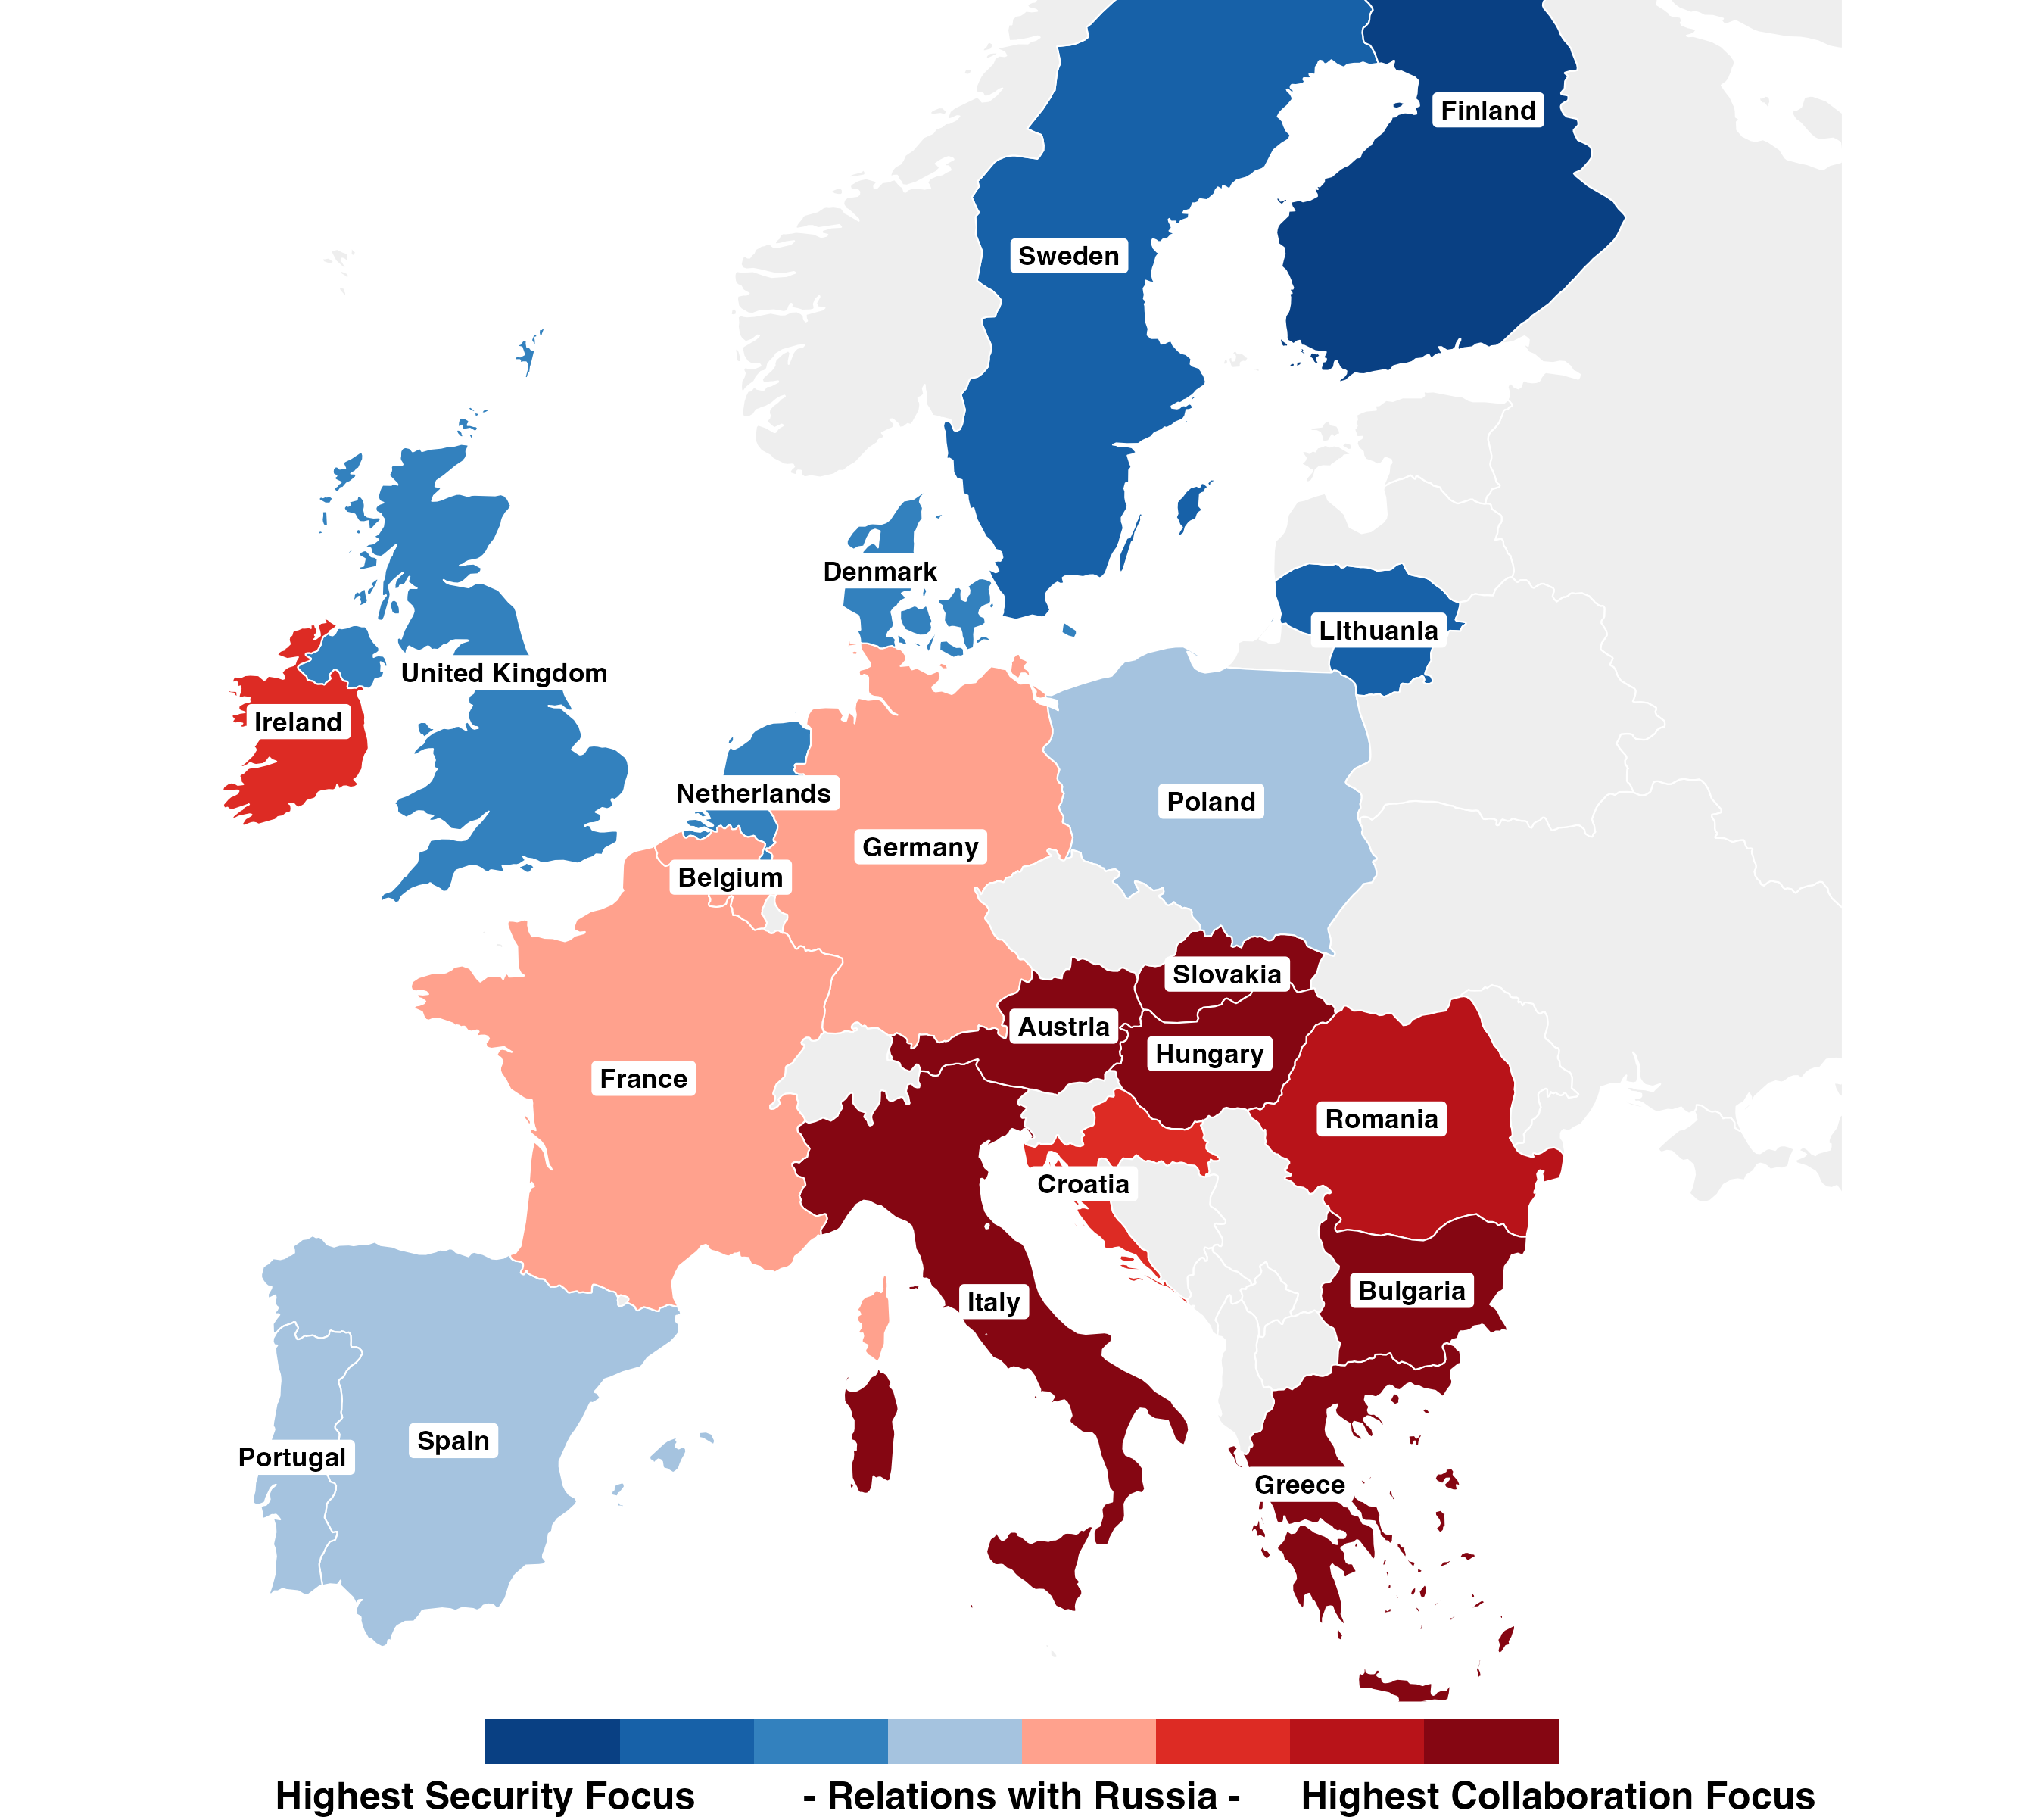 Finland
Sweden
Denmark
Lithuania
United Kingdom
Ireland
Netherlands
Poland
Germany
Belgium
Slovakia
Austria
Hungary
France
Romania
Croatia
Bulgaria
Italy
Spain
Portugal
Greece
Highest Security Focus - Relations with Russia - Highest Collaboration Focus